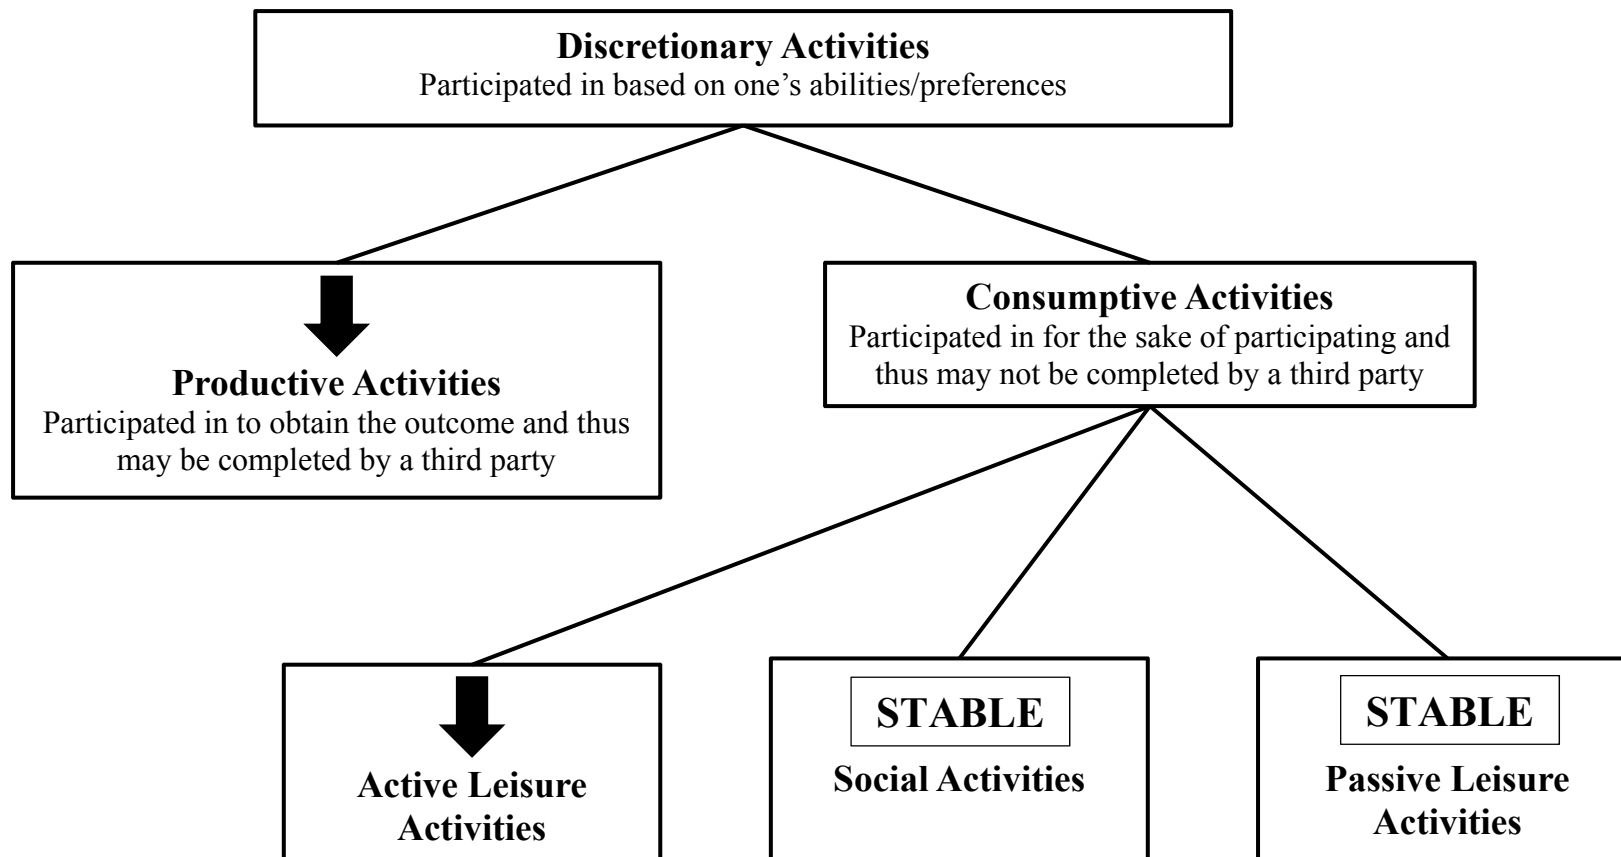 Discretionary Activities
Participated in based on one’s abilities/preferences
Productive Activities
Participated in to obtain the outcome and thus
may be completed by a third party
Consumptive Activities
Participated in for the sake of participating and
thus may not be completed by a third party
Active Leisure
Activities
STABLE
Social Activities
STABLE
Passive Leisure
Activities